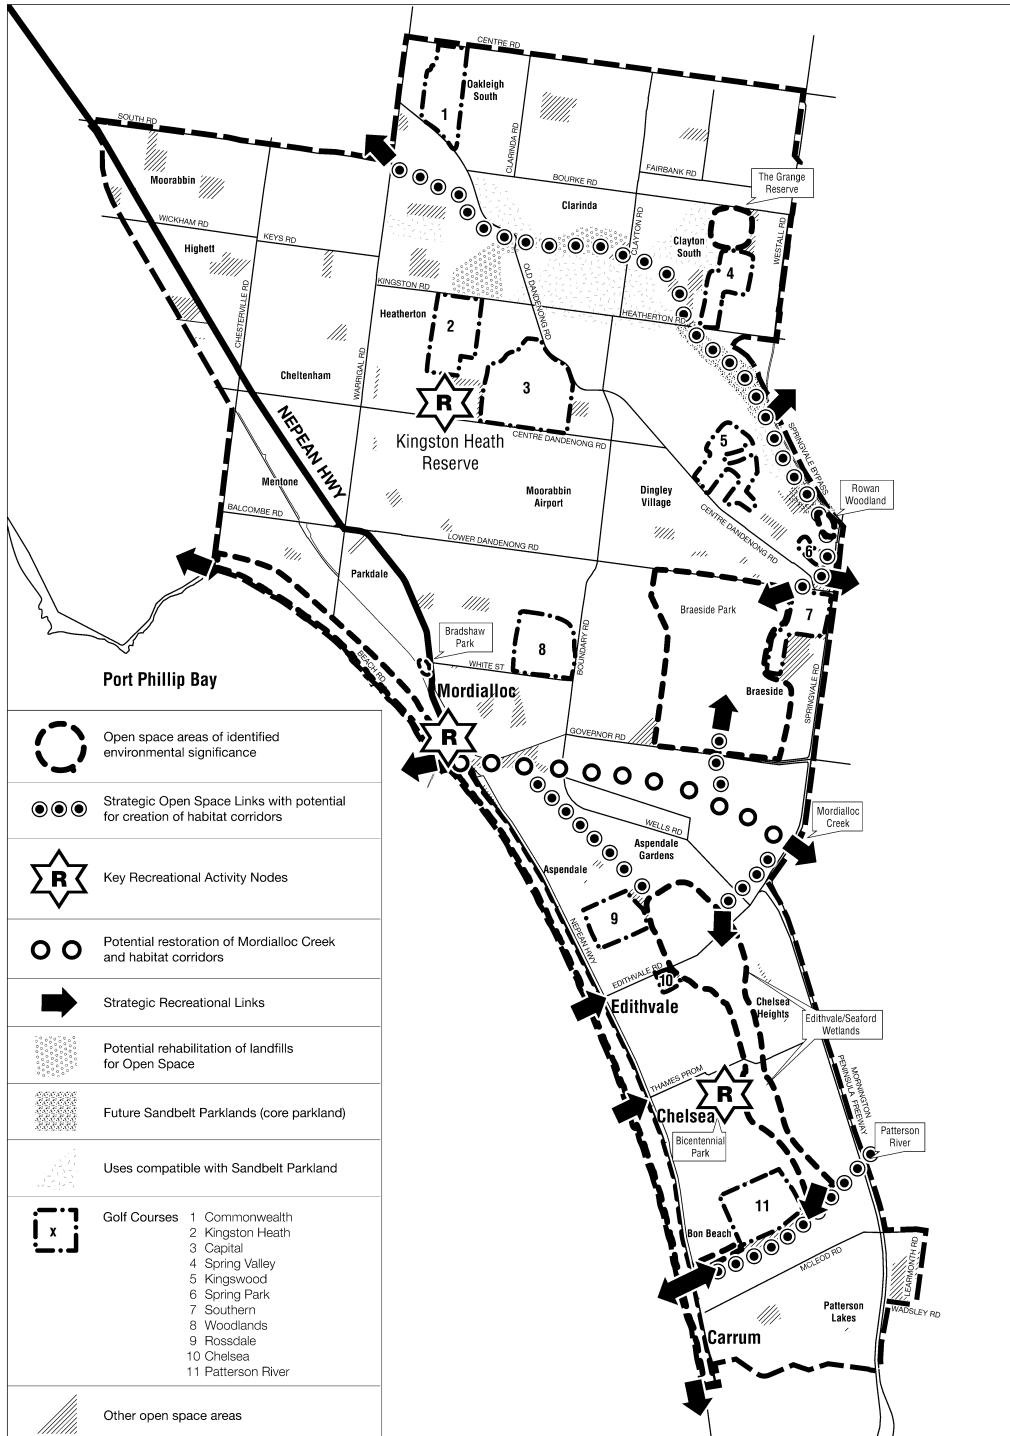 CENTRE RD
Oakleigh
South
1
SOUTH RD
CLARINDA RD
FAIRBANK RD
The Grange
Reserve
Moorabbin
BOURKE RD
Clarinda
WICKHAM RD
KEYS RD
CLAYTON RD
WESTALL RD
Highett
Clayton
South
4
KINGSTON RD
OLD DANDENONG RD
CHESTERVILLE RD
Heatherton
2
HEATHERTON RD
WARRIGAL RD
Cheltenham
3
R
NEPEAN HWY
Kingston Heath
Reserve
CENTRE DANDENONG RD
5
SPRINGVALE BYPASS
Mentone
Moorabbin
Airport
Dingley
Village
Rowan
Woodland
BALCOMBE RD
LOWER DANDENONG RD
CENTRE DANDENONG RD
6
Parkdale
Braeside Park
7
Bradshaw
Park
BEACH RD
WHITE ST
8
BOUNDARY RD
SPRINGVALE RD
Port Phillip Bay
Mordialloc
Braeside
R
GOVERNOR RD
Mordialloc
Creek
WELLS RD
Aspendale
Gardens
Aspendale
9
NEPEAN HWY
EDITHVALE RD
10
Edithvale
Chelsea
Heights
Edithvale/Seaford
Wetlands
THAMES PROM
R
MORNINGTON
PENINSULA FREEWAY
Chelsea
Bicentennial
Park
Patterson
River
11
Bon Beach
MCLEOD RD
LEARMONTH RD
WADSLEY RD
Patterson
Lakes
Carrum
Open space areas of identified
environmental significance
Strategic Open Space Links with potential
for creation of habitat corridors
R
Key Recreational Activity Nodes
Potential restoration of Mordialloc Creek
and habitat corridors
Strategic Recreational Links
Potential rehabilitation of landfills
for Open Space
Future Sandbelt Parklands (core parkland)
Uses compatible with Sandbelt Parkland
x
Golf Courses 1 Commonwealth
2 Kingston Heath
3 Capital
4 Spring Valley
5 Kingswood
6 Spring Park
7 Southern
8 Woodlands
9 Rossdale
10 Chelsea
11 Patterson River
Other open space areas